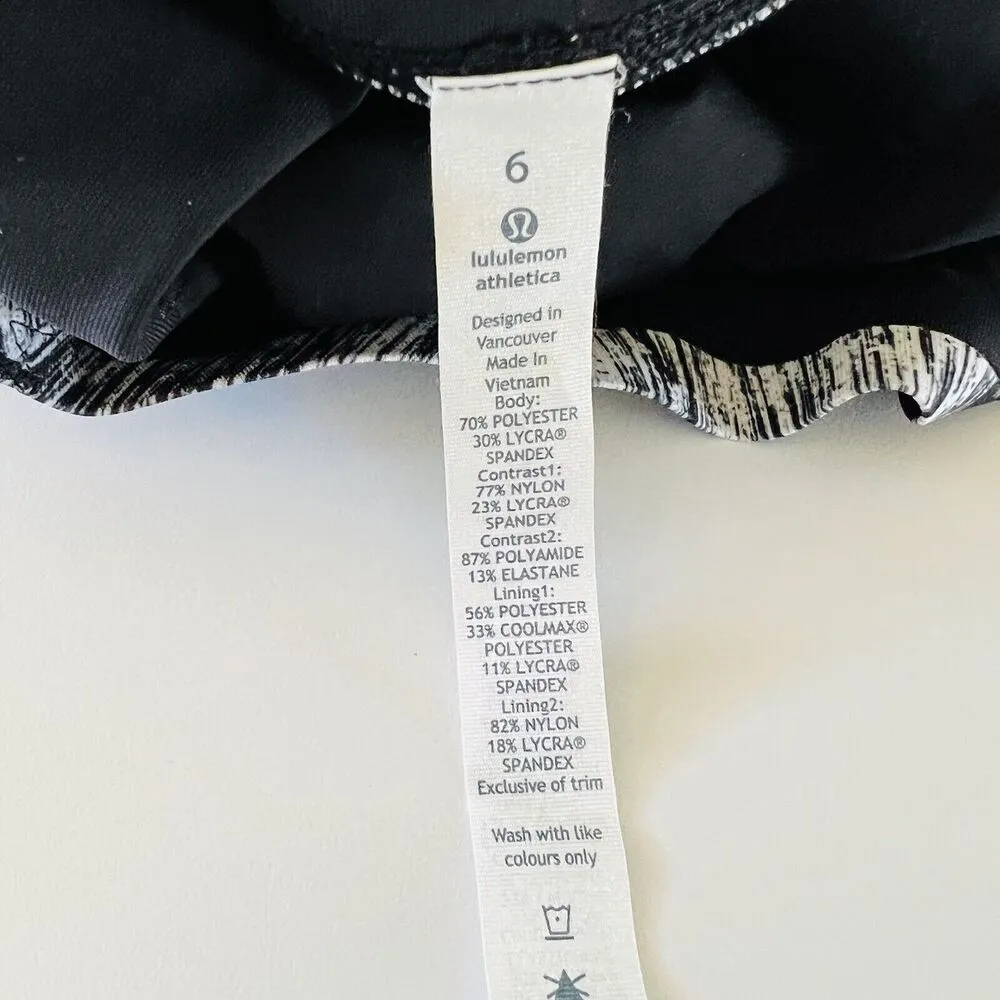 6
lululemon
athletica
Designed in
Vancouver
Made In
Vietnam
Body:
70% POLYESTER
30% LYCRA®
SPANDEX
Contrast1:
77% NYLON
23% LYCRA®
SPANDEX
Contrast2:
87% POLYAMIDE
13% ELASTANE
Lining1:
56% POLYESTER
33% COOLMAX®
POLYESTER
11% LYCRA®
SPANDEX
Lining2:
82% NYLON
18% LYCRA®
SPANDEX
Exclusive of trim
Wash with like
colours only